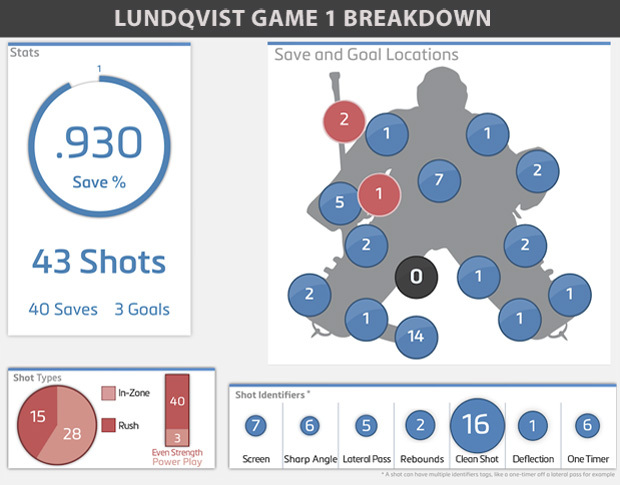 LUNDQVIST GAME 1 BREAKDOWN
Stats
1
.930
Save %
43 Shots
40 Saves 3 Goals
Save and Goal Locations
2
1
1
7
2
5
1
2
2
0
1
2
1
1
1
14
Shot Types
15
28
In-Zone
Rush
40
3
Even Strength
Power Play
Shot Identifiers *
7 6 5 2 16 1 6
Screen Sharp Angle Lateral Pass Rebounds Clean Shot Deflection One Timer
* A shot can have multiple identifiers tags, like a one-timer off a lateral pass for example